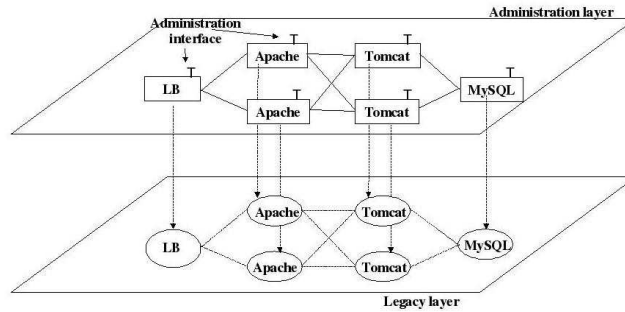 Administration layer
Administration
interface
T
T
T
Apache
Tomcat
T
T
LB
T
T
MySQL
Apache
Tomcat
Apache
Tomcat
LB
MySQL
Apache
Tomcat
Legacy layer